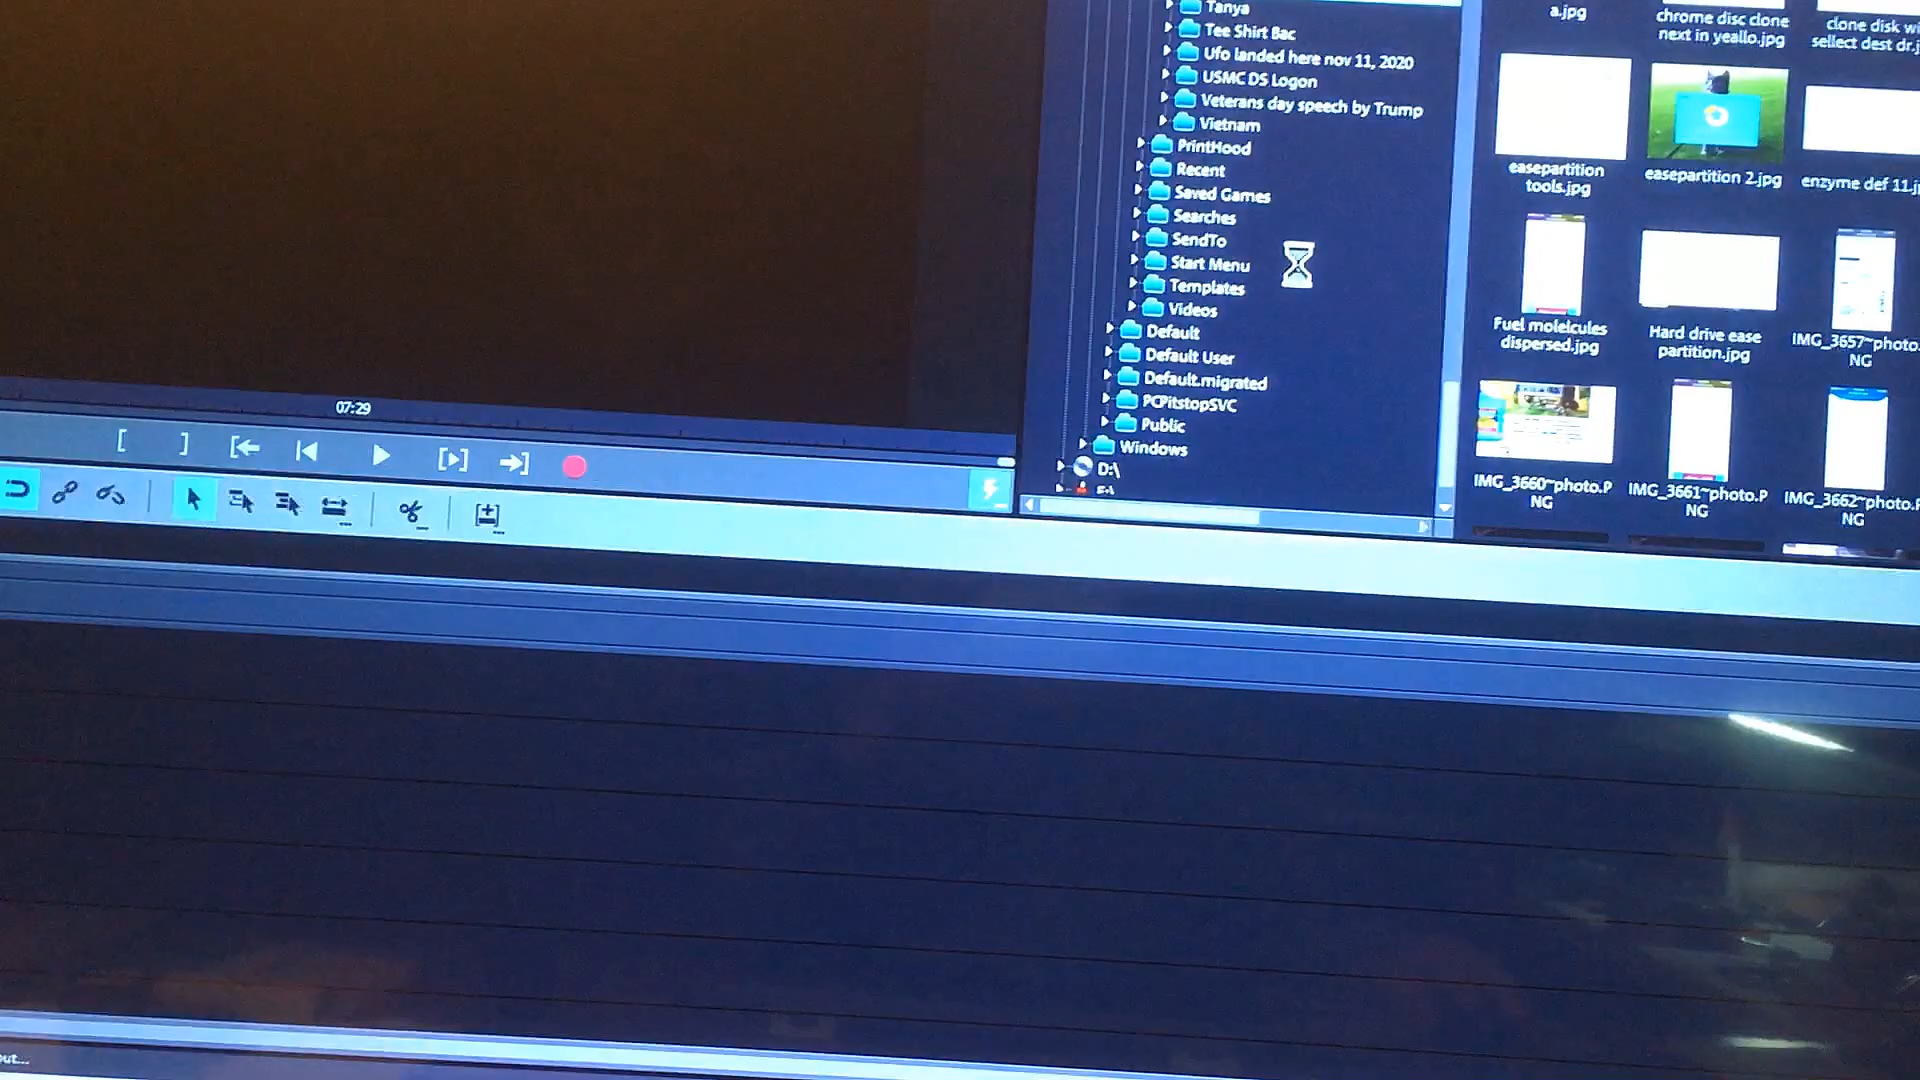 Tanya
Tee Shirt Bac
Ufo landed here nov 11, 2020
USMC DS Logon
Veterans day speech by Trump
Vietnam
PrintHood
Recent
Saved Games
Searches
SendTo
Start Menu
Templates
Videos
Default
Default User
Default.migrated
PCPitstopSVC
Public
Windows
D:\
a.jpg
chrome disc clone
next in yeallo.jpg
clone disk wi
sellect dest dr.j
easepartition
tools.jpg
easepartition 2.jpg
enzyme def 11.j
Fuel molelcules
dispersed.jpg
Hard drive ease
partition.jpg
IMG_3657~photo.
NG
IMG_3660~photo.P
NG
IMG_3661~photo.P
NG
IMG_3662~photo.P
NG
07:29
out...